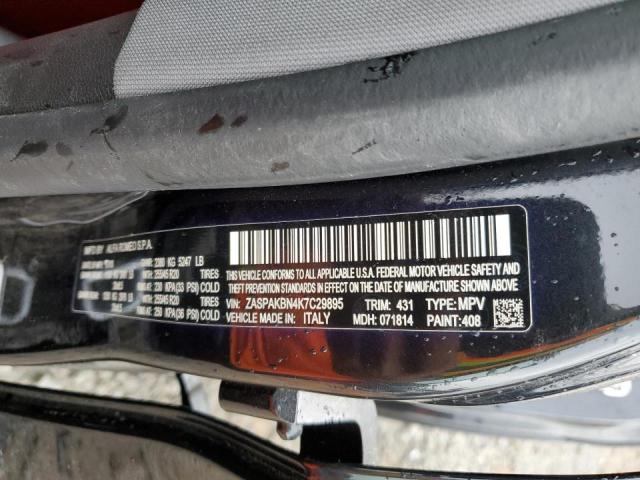 MFD BY ALFA ROMEO S.P.A.
2380 KG 5247 LB
255/45 R20 TIRES
230 KPA (33 PSI) COLD
255/45 R20 TIRES
250 KPA (36 PSI) COLD
THIS VEHICLE CONFORMS TO ALL APPLICABLE U.S.A. FEDERAL MOTOR VEHICLE SAFETY AND
THEFT PREVENTION STANDARDS IN EFFECT ON THE DATE OF MANUFACTURE SHOWN ABOVE.
VIN: ZASPAKBN4K7C29895 TRIM: 431 TYPE: MPV
VEHICLE MADE IN: ITALY MDH: 071814 PAINT: 408